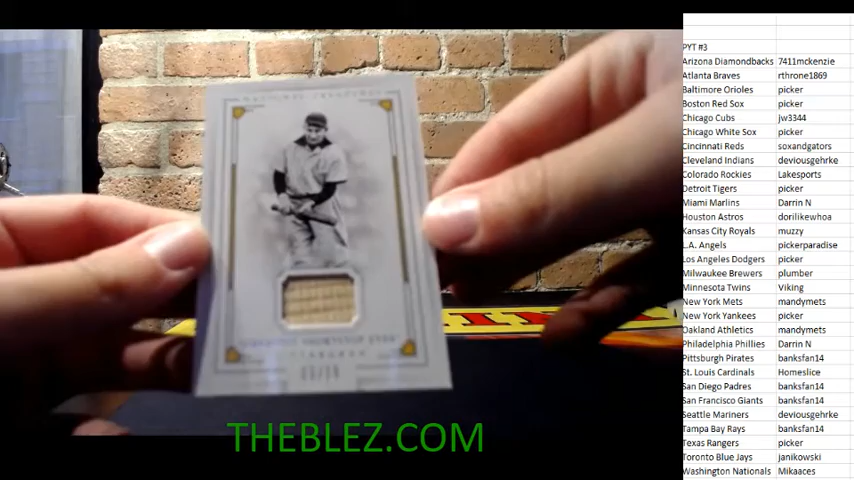 NATIONAL TREASURES
THEBLEZ.COM
PYT #3
Arizona Diamondbacks 7411mckenzie
Atlanta Braves rthrone1869
Baltimore Orioles picker
Boston Red Sox picker
Chicago Cubs jw3344
Chicago White Sox picker
Cincinnati Reds soxandgators
Cleveland Indians deviousgehrke
Colorado Rockies Lakesports
Detroit Tigers picker
Miami Marlins Darrin N
Houston Astros dorilikewhoa
Kansas City Royals muzzy
L.A. Angels pickerparadise
Los Angeles Dodgers picker
Milwaukee Brewers plumber
Minnesota Twins Viking
New York Mets mandymets
New York Yankees picker
Oakland Athletics mandymets
Philadelphia Phillies Darrin N
Pittsburgh Pirates banksfan14
St. Louis Cardinals Homeslice
San Diego Padres banksfan14
San Francisco Giants banksfan14
Seattle Mariners deviousgehrke
Tampa Bay Rays banksfan14
Texas Rangers picker
Toronto Blue Jays janikowski
Washington Nationals Mikaaces